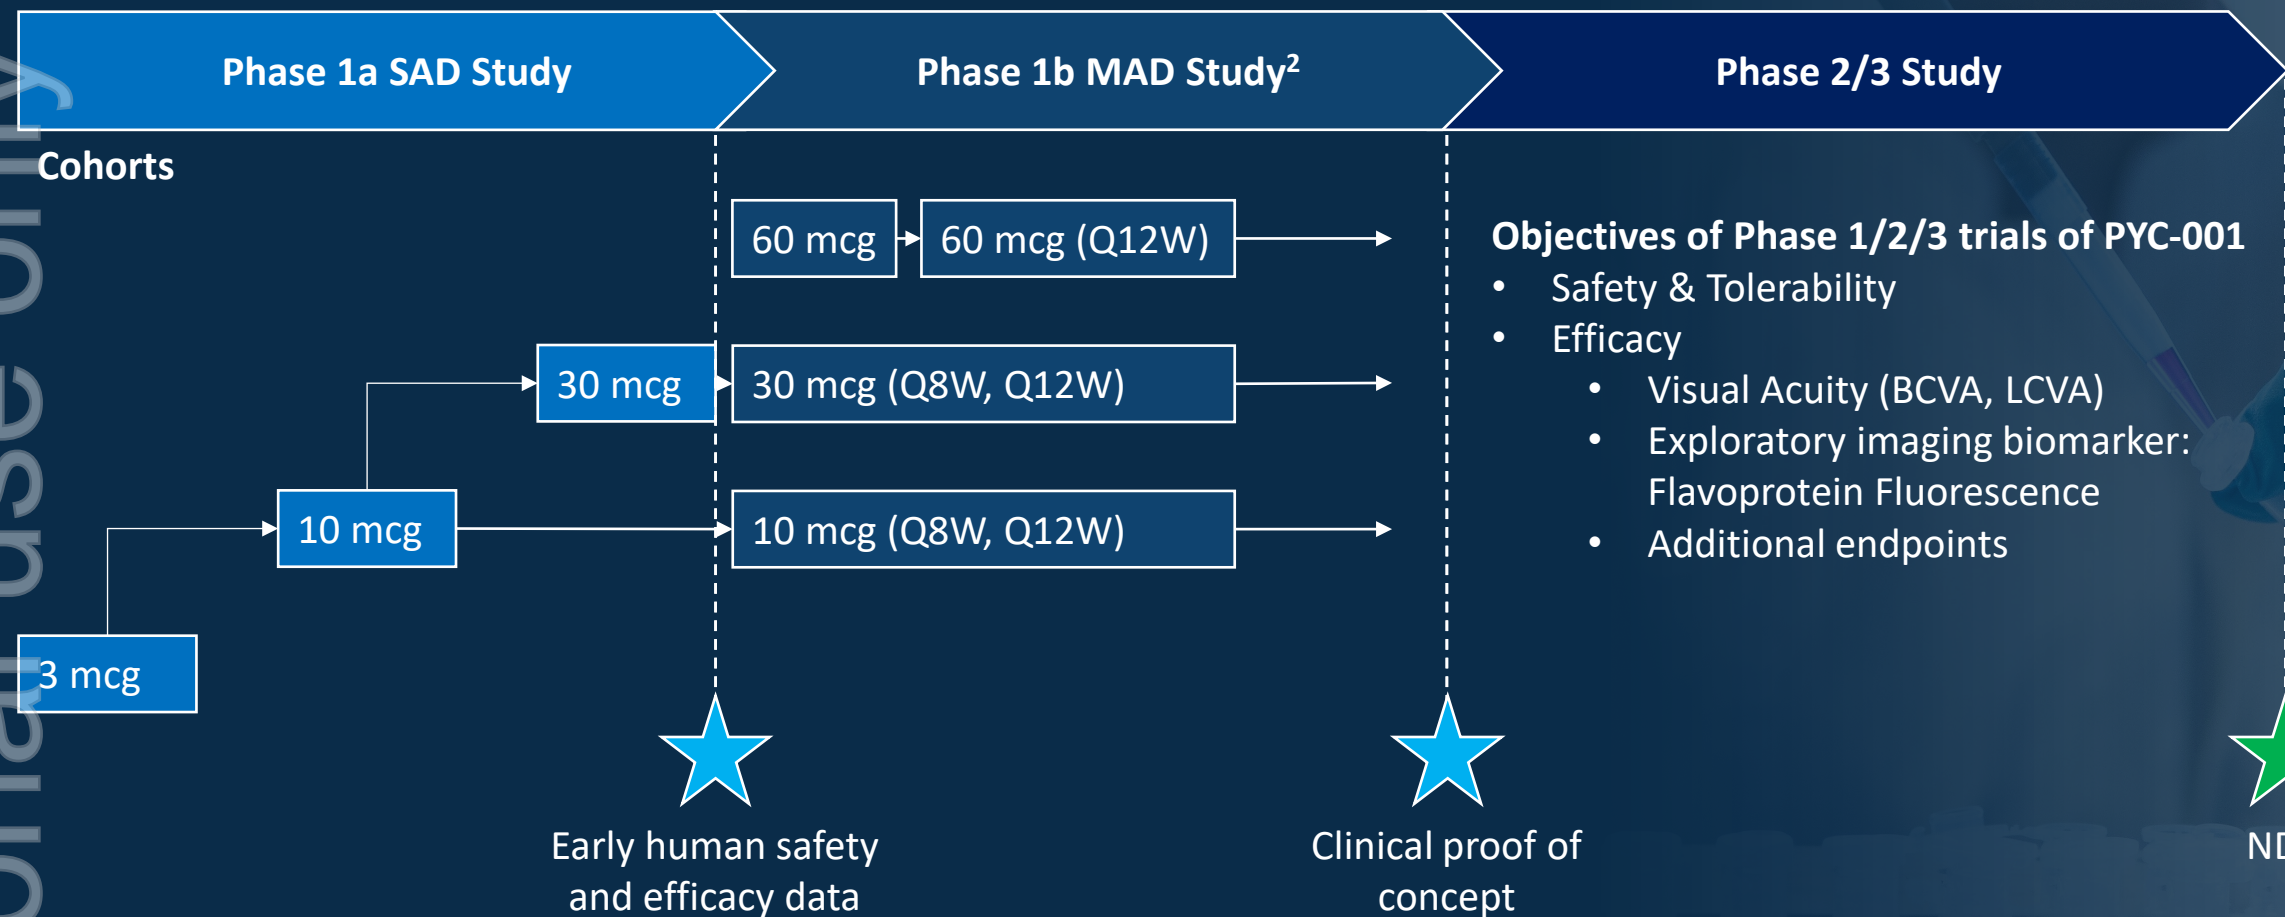 Phase 1a SAD Study
Phase 1b MAD Study²
Phase 2/3 Study
Cohorts
60 mcg
60 mcg (Q12W)
30 mcg
30 mcg (Q8W, Q12W)
10 mcg
10 mcg (Q8W, Q12W)
3 mcg
Objectives of Phase 1/2/3 trials of PYC-001
• Safety & Tolerability
• Efficacy
• Visual Acuity (BCVA, LCVA)
• Exploratory imaging biomarker:
Flavoprotein Fluorescence
• Additional endpoints
Early human safety
and efficacy data
Clinical proof of
concept
use only